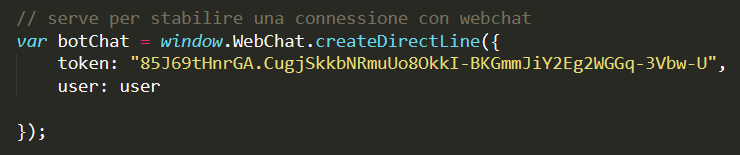 // serve per stabilire una connessione con webchat
var botChat = window.WebChat.createDirectLine({
token: "85J69tHnrGA.CugjSkkbNRmuUo8OkkI-BKGmmJiY2Eg2WGGq-3Vbw-U",
user: user
});